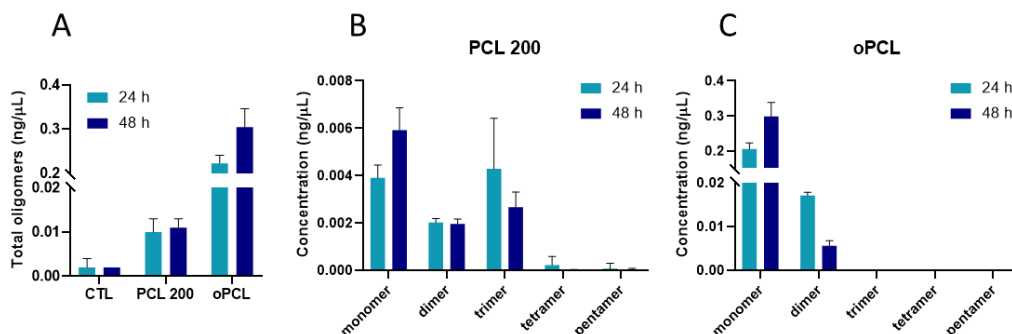 A
Total oligomers (ng/µL)
0.4
0.3
0.2
0.02
0.01
0.00
24 h
48 h
CTL
PCL 200
oPCL
B
PCL 200
Concentration (ng/µL)
0.008
0.006
0.004
0.002
0.000
24 h
48 h
monomer
dimer
trimer
tetramer
pentamer
C
oPCL
Concentration (ng/µL)
0.4
0.3
0.2
0.02
0.01
0.00
24 h
48 h
monomer
dimer
trimer
tetramer
pentamer